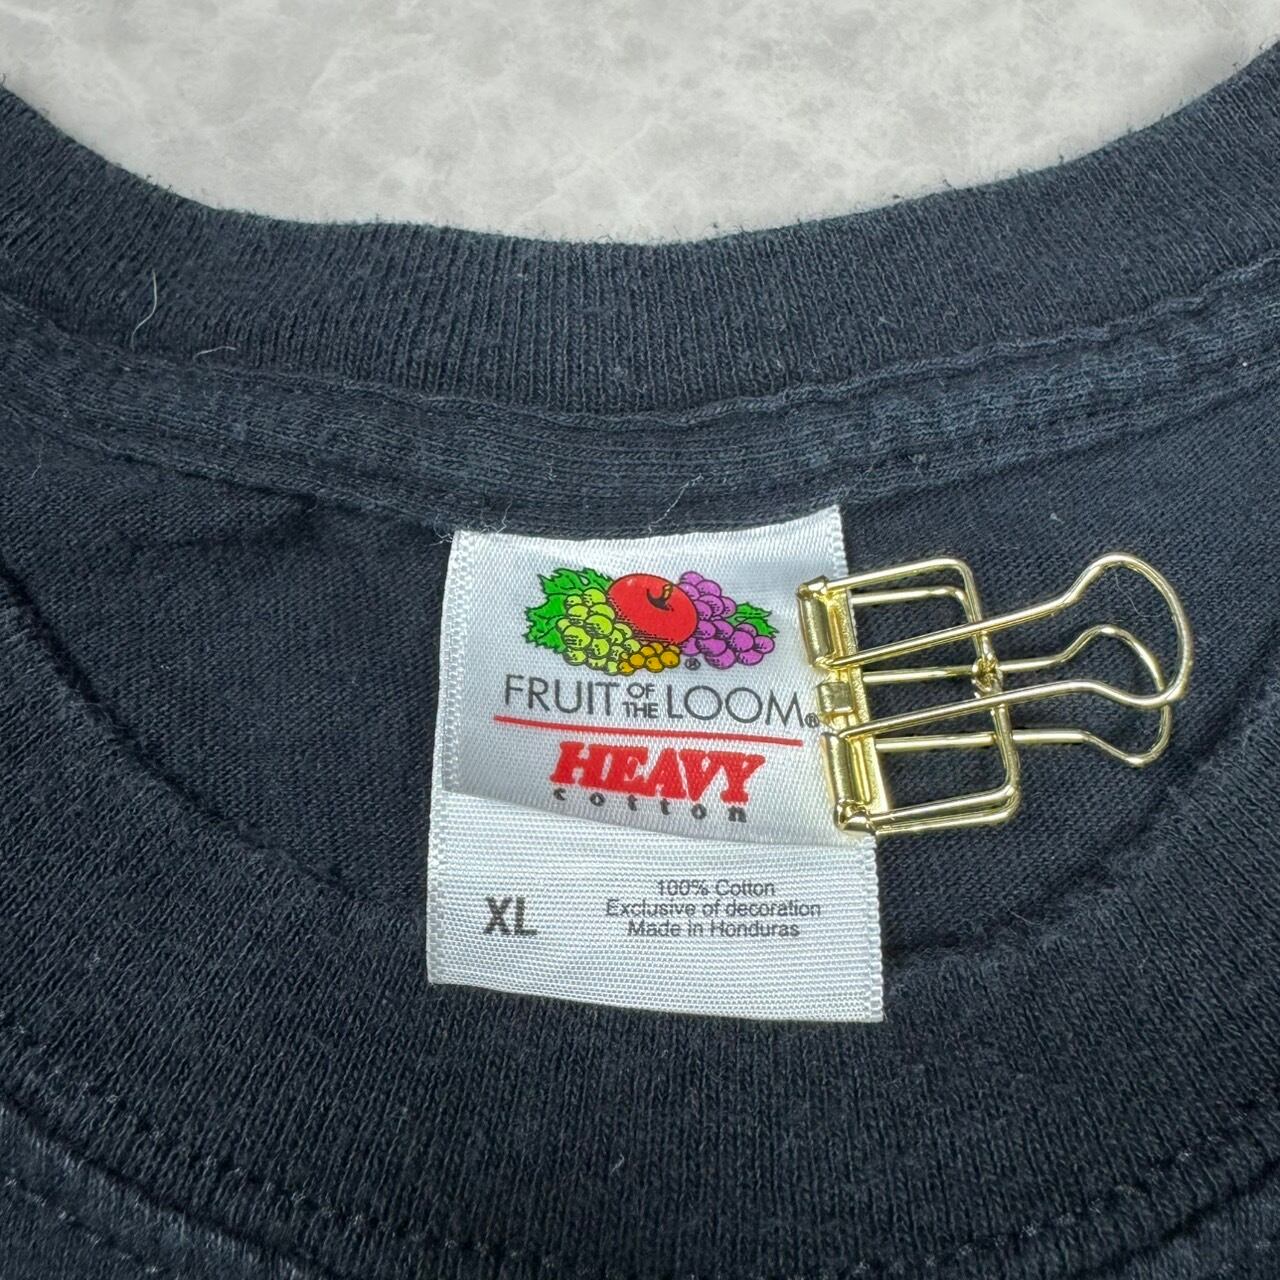 ®
FRUIT OF THE LOOM®
HEAVY
cotton
XL
100% Cotton
Exclusive of decoration
Made in Honduras